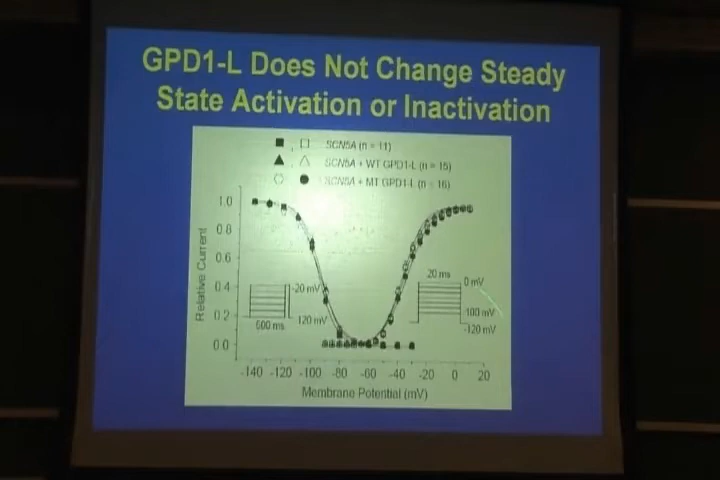 GPD1-L Does Not Change Steady
State Activation or Inactivation
SCN5A (n = 11)
SCN5A + WT GPD1-L (n = 15)
SCN5A + MT GPD1-L (n = 16)
Relative Current
1.0
0.8
0.6
0.4
0.2
0.0
-20 mV
120 mV
500 ms
20 ms
0 mV
-100 mV
-120 mV
-140 -120 -100 -80 -60 -40 -20 0 20
Membrane Potential (mV)